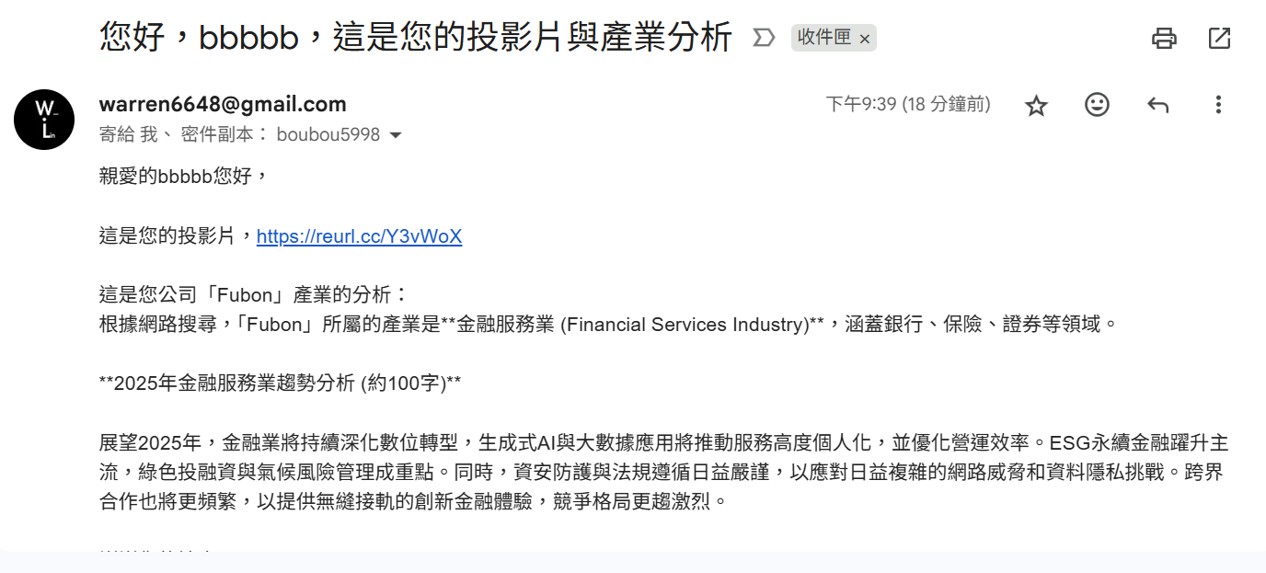 您好，bbbbb，這是您的投影片與產業分析 收件匣 ×
W_
Lin
warren6648@gmail.com 下午9:39 (18 分鐘前)
寄給 我、 密件副本： boubou5998
親愛的bbbbb您好，
這是您的投影片，https://reurl.cc/Y3vWoX
這是您公司「Fubon」產業的分析：
根據網路搜尋，「Fubon」所屬的產業是**金融服務業 (Financial Services Industry)**，涵蓋銀行、保險、證券等領域。
**2025年金融服務業趨勢分析 (約100字)**
展望2025年，金融業將持續深化數位轉型，生成式AI與大數據應用將推動服務高度個人化，並優化營運效率。ESG永續金融躍升主
流，綠色投融資與氣候風險管理成重點。同時，資安防護與法規遵循日益嚴謹，以應對日益複雜的網路威脅和資料隱私挑戰。跨界
合作也將更頻繁，以提供無縫接軌的創新金融體驗，競爭格局更趨激烈。